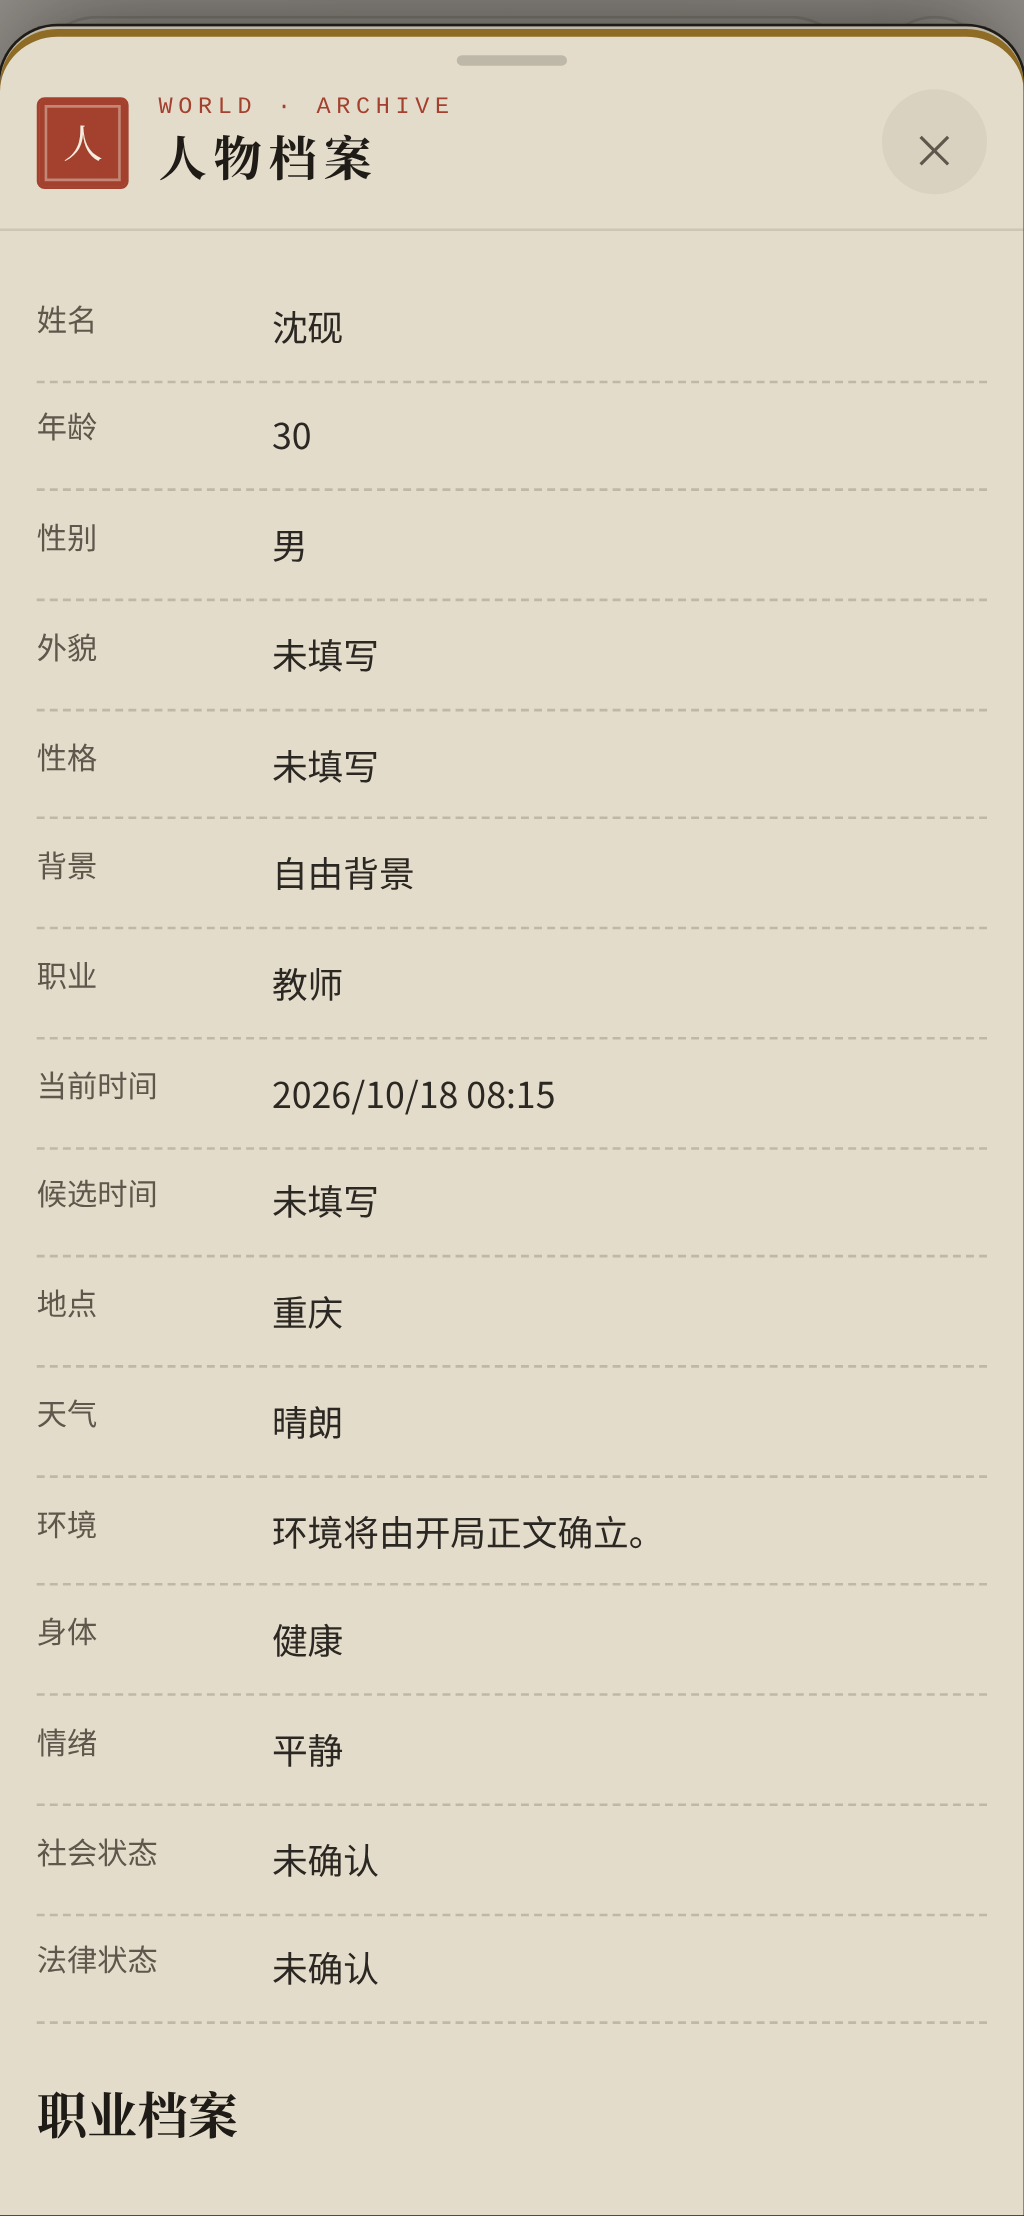 人
WORLD · ARCHIVE
人物档案
姓名 沈砚
年龄 30
性别 男
外貌 未填写
性格 未填写
背景 自由背景
职业 教师
当前时间 2026/10/18 08:15
候选时间 未填写
地点 重庆
天气 晴朗
环境 环境将由开局正文确立。
身体 健康
情绪 平静
社会状态 未确认
法律状态 未确认
职业档案